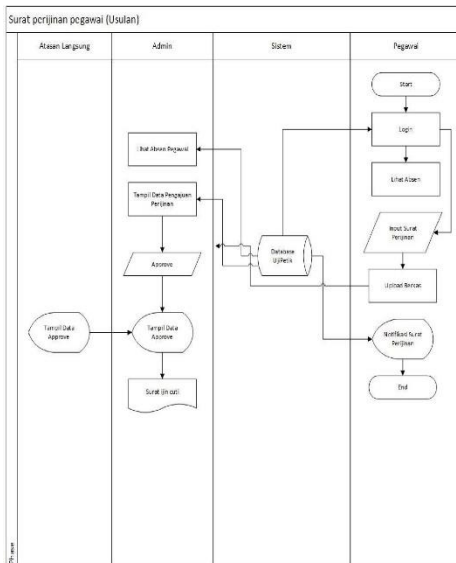 Surat perijinan pegawai (Usulan)
Atasan Langsung
Admin
Sistem
Pegawai
Start
Login
Lihat Absen Pegawai
Lihat Absen
Tampil Data Pengajuan
Perijinan
Input Surat
Perijinan
Database
UjiPetik
Approve
Upload Berkas
Tampil Data
Approve
Tampil Data
Approve
Notifikasi Surat
Perijinan
Surat ijin cuti
End
Phase